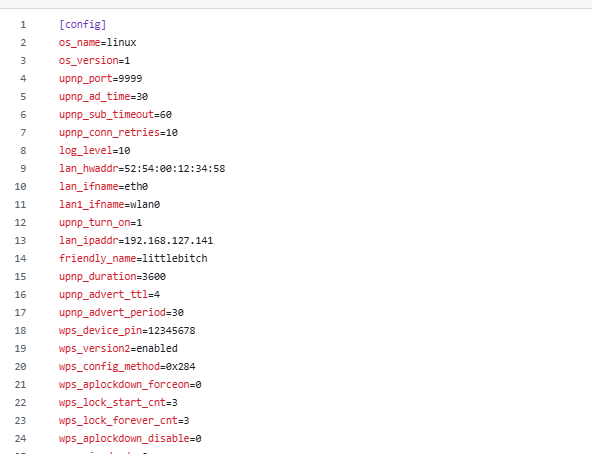 1 [config]
2 os_name=linux
3 os_version=1
4 upnp_port=9999
5 upnp_ad_time=30
6 upnp_sub_timeout=60
7 upnp_conn_retries=10
8 log_level=10
9 lan_hwaddr=52:54:00:12:34:58
10 lan_ifname=eth0
11 lan1_ifname=wlan0
12 upnp_turn_on=1
13 lan_ipaddr=192.168.127.141
14 friendly_name=littlebitch
15 upnp_duration=3600
16 upnp_advert_ttl=4
17 upnp_advert_period=30
18 wps_device_pin=12345678
19 wps_version2=enabled
20 wps_config_method=0x284
21 wps_aplockdown_forceon=0
22 wps_lock_start_cnt=3
23 wps_lock_forever_cnt=3
24 wps_aplockdown_disable=0